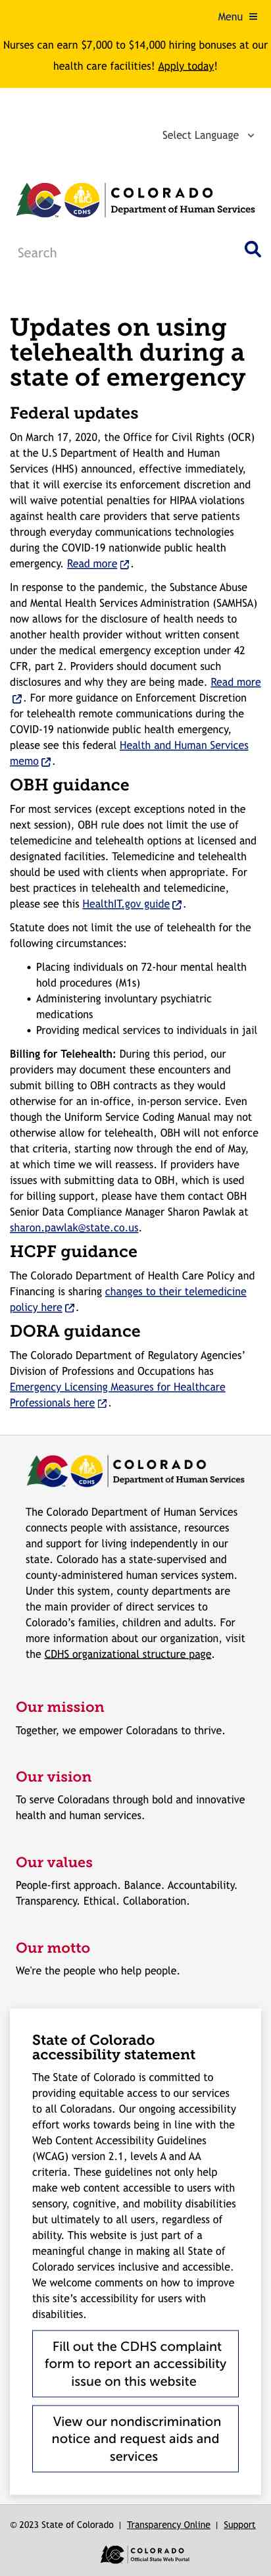 Menu
Nurses can earn $7,000 to $14,000 hiring bonuses at our
health care facilities! Apply today!
Select Language
COLORADO
CDHS
Department of Human Services
Search
Updates on using
telehealth during a
state of emergency
Federal updates
On March 17, 2020, the Office for Civil Rights (OCR)
at the U.S Department of Health and Human
Services (HHS) announced, effective immediately,
that it will exercise its enforcement discretion and
will waive potential penalties for HIPAA violations
against health care providers that serve patients
through everyday communications technologies
during the COVID-19 nationwide public health
emergency. Read more.
In response to the pandemic, the Substance Abuse
and Mental Health Services Administration (SAMHSA)
now allows for the disclosure of health needs to
another health provider without written consent
under the medical emergency exception under 42
CFR, part 2. Providers should document such
disclosures and why they are being made. Read more
. For more guidance on Enforcement Discretion
for telehealth remote communications during the
COVID-19 nationwide public health emergency,
please see this federal Health and Human Services
memo.
OBH guidance
For most services (except exceptions noted in the
next session), OBH rule does not limit the use of
telemedicine and telehealth options at licensed and
designated facilities. Telemedicine and telehealth
should be used with clients when appropriate. For
best practices in telehealth and telemedicine,
please see this HealthIT.gov guide.
Statute does not limit the use of telehealth for the
following circumstances:
• Placing individuals on 72-hour mental health
hold procedures (M1s)
• Administering involuntary psychiatric
medications
• Providing medical services to individuals in jail
Billing for Telehealth: During this period, our
providers may document these encounters and
submit billing to OBH contracts as they would
otherwise for an in-office, in-person service. Even
though the Uniform Service Coding Manual may not
otherwise allow for telehealth, OBH will not enforce
that criteria, starting now through the end of May,
at which time we will reassess. If providers have
issues with submitting data to OBH, which is used
for billing support, please have them contact OBH
Senior Data Compliance Manager Sharon Pawlak at
sharon.pawlak@state.co.us.
HCPF guidance
The Colorado Department of Health Care Policy and
Financing is sharing changes to their telemedicine
policy here.
DORA guidance
The Colorado Department of Regulatory Agencies’
Division of Professions and Occupations has
Emergency Licensing Measures for Healthcare
Professionals here.
COLORADO
CDHS
Department of Human Services
The Colorado Department of Human Services
connects people with assistance, resources
and support for living independently in our
state. Colorado has a state-supervised and
county-administered human services system.
Under this system, county departments are
the main provider of direct services to
Colorado’s families, children and adults. For
more information about our organization, visit
the CDHS organizational structure page.
Our mission
Together, we empower Coloradans to thrive.
Our vision
To serve Coloradans through bold and innovative
health and human services.
Our values
People-first approach. Balance. Accountability.
Transparency. Ethical. Collaboration.
Our motto
We're the people who help people.
State of Colorado
accessibility statement
The State of Colorado is committed to
providing equitable access to our services
to all Coloradans. Our ongoing accessibility
effort works towards being in line with the
Web Content Accessibility Guidelines
(WCAG) version 2.1, levels A and AA
criteria. These guidelines not only help
make web content accessible to users with
sensory, cognitive, and mobility disabilities
but ultimately to all users, regardless of
ability. This website is just part of a
meaningful change in making all State of
Colorado services inclusive and accessible.
We welcome comments on how to improve
this site’s accessibility for users with
disabilities.
Fill out the CDHS complaint
form to report an accessibility
issue on this website
View our nondiscrimination
notice and request aids and
services
© 2023 State of Colorado | Transparency Online | Support
COLORADO
Official State Web Portal